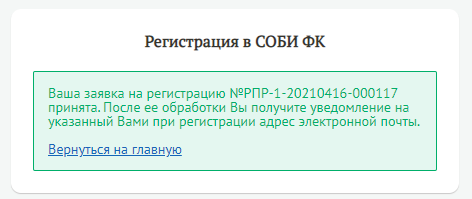 Регистрация в СОБИ ФК
Ваша заявка на регистрацию №РПР-1-20210416-000117
принята. После ее обработки Вы получите уведомление на
указанный Вами при регистрации адрес электронной почты.
Вернуться на главную